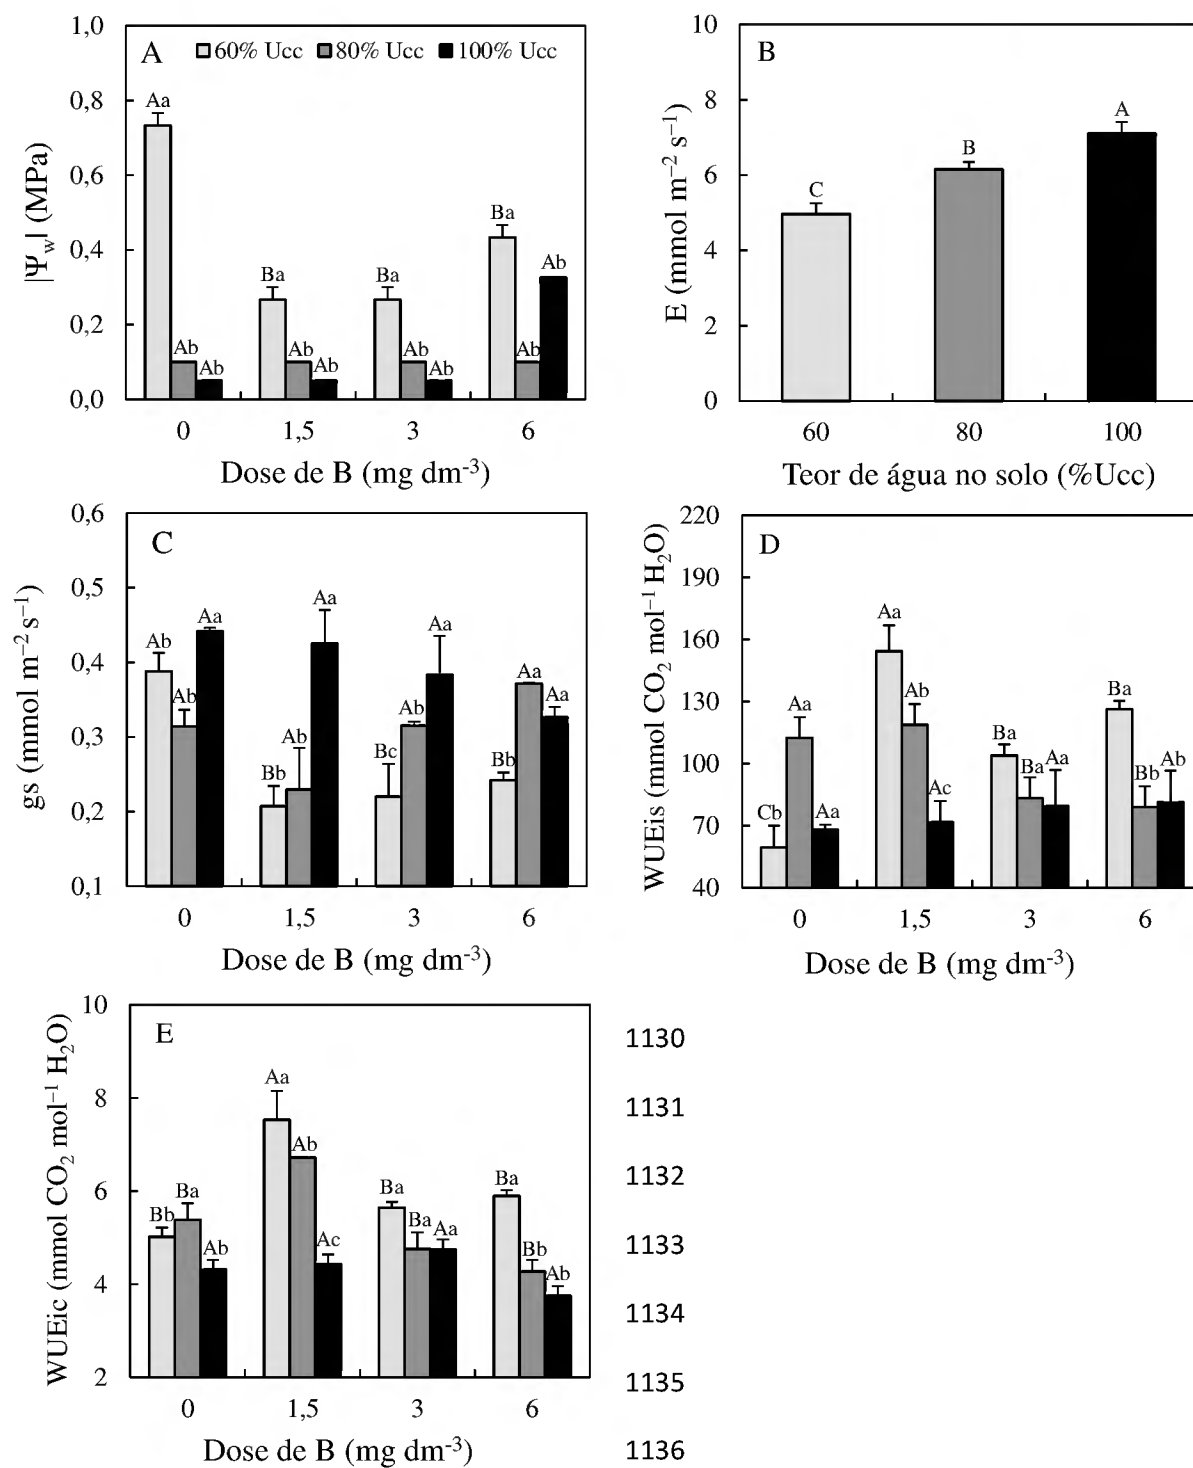 A
60% Ucc 80% Ucc 100% Ucc
|Ψw| (MPa)
1,0
0,8
0,6
0,4
0,2
0,0
Aa
Ab
Ab
Ba
Ab
Ab
Ba
Ab
Ab
Ba
Ab
Ab
0 1,5 3 6
Dose de B (mg dm-3)
B
E (mmol m−2 s−1)
10
8
6
4
2
0
C
B
A
60 80 100
Teor de água no solo (%Ucc)
C
gs (mmol m−2 s−1)
0,6
0,5
0,4
0,3
0,2
0,1
Ab
Ab
Aa
Bb
Ab
Aa
Bc
Ab
Aa
Bb
Aa
Aa
0 1,5 3 6
Dose de B (mg dm-3)
D
WUEis (mmol CO2 mol−1 H2O)
220
190
160
130
100
70
40
Cb
Aa
Aa
Aa
Ab
Ac
Ba
Ba
Aa
Ba
Bb
Ab
0 1,5 3 6
Dose de B (mg dm-3)
E
WUEic (mmol CO2 mol−1 H2O)
10
8
6
4
2
Bb
Ba
Ab
Aa
Ab
Ac
Ba
Ba
Aa
Ba
Bb
Ab
0 1,5 3 6
Dose de B (mg dm-3)
1130
1131
1132
1133
1134
1135
1136